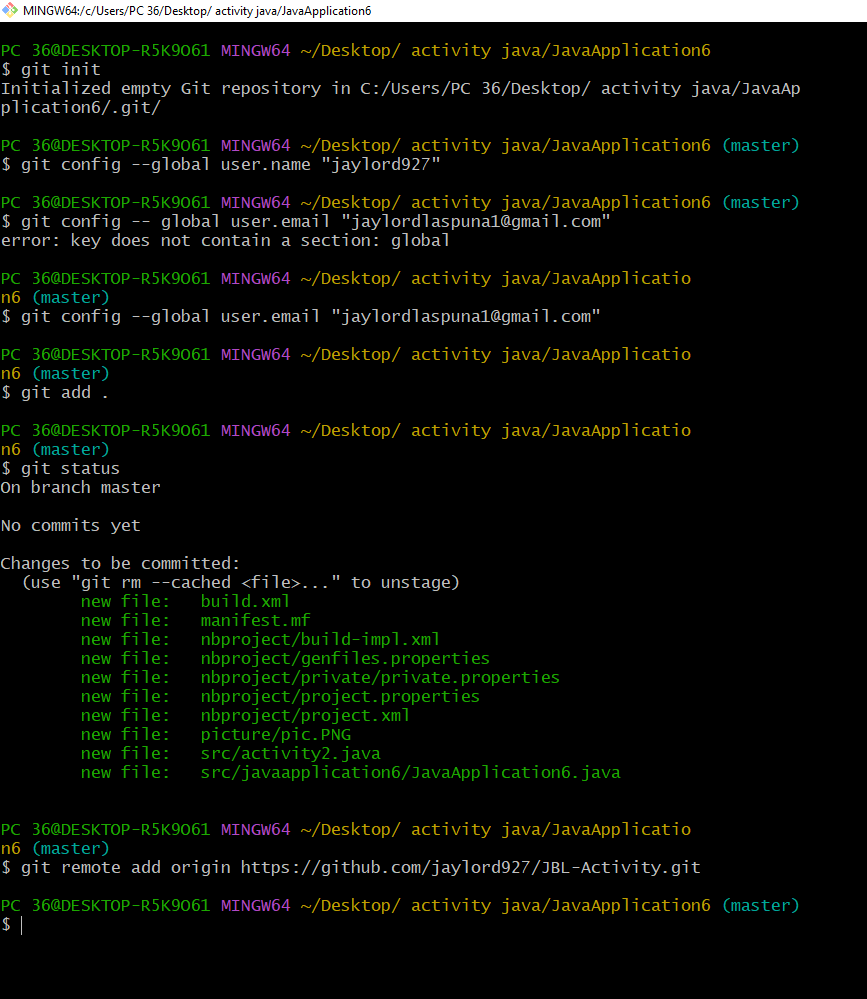 MINGW64:/c/Users/PC 36/Desktop/ activity java/JavaApplication6
PC 36@DESKTOP-R5K9O61 MINGW64 ~/Desktop/ activity java/JavaApplication6
$ git init
Initialized empty Git repository in C:/Users/PC 36/Desktop/ activity java/JavaAp
plication6/.git/
PC 36@DESKTOP-R5K9O61 MINGW64 ~/Desktop/ activity java/JavaApplication6 (master)
$ git config --global user.name "jaylord927"
PC 36@DESKTOP-R5K9O61 MINGW64 ~/Desktop/ activity java/JavaApplication6 (master)
$ git config -- global user.email "jaylordlaspuna1@gmail.com"
error: key does not contain a section: global
PC 36@DESKTOP-R5K9O61 MINGW64 ~/Desktop/ activity java/JavaApplicatio
n6 (master)
$ git config --global user.email "jaylordlaspuna1@gmail.com"
PC 36@DESKTOP-R5K9O61 MINGW64 ~/Desktop/ activity java/JavaApplicatio
n6 (master)
$ git add .
PC 36@DESKTOP-R5K9O61 MINGW64 ~/Desktop/ activity java/JavaApplicatio
n6 (master)
$ git status
On branch master
No commits yet
Changes to be committed:
  (use "git rm --cached <file>..." to unstage)
        new file:   build.xml
        new file:   manifest.mf
        new file:   nbproject/build-impl.xml
        new file:   nbproject/genfiles.properties
        new file:   nbproject/private/private.properties
        new file:   nbproject/project.properties
        new file:   nbproject/project.xml
        new file:   picture/pic.PNG
        new file:   src/activity2.java
        new file:   src/javaapplication6/JavaApplication6.java
PC 36@DESKTOP-R5K9O61 MINGW64 ~/Desktop/ activity java/JavaApplicatio
n6 (master)
$ git remote add origin https://github.com/jaylord927/JBL-Activity.git
PC 36@DESKTOP-R5K9O61 MINGW64 ~/Desktop/ activity java/JavaApplication6 (master)
$